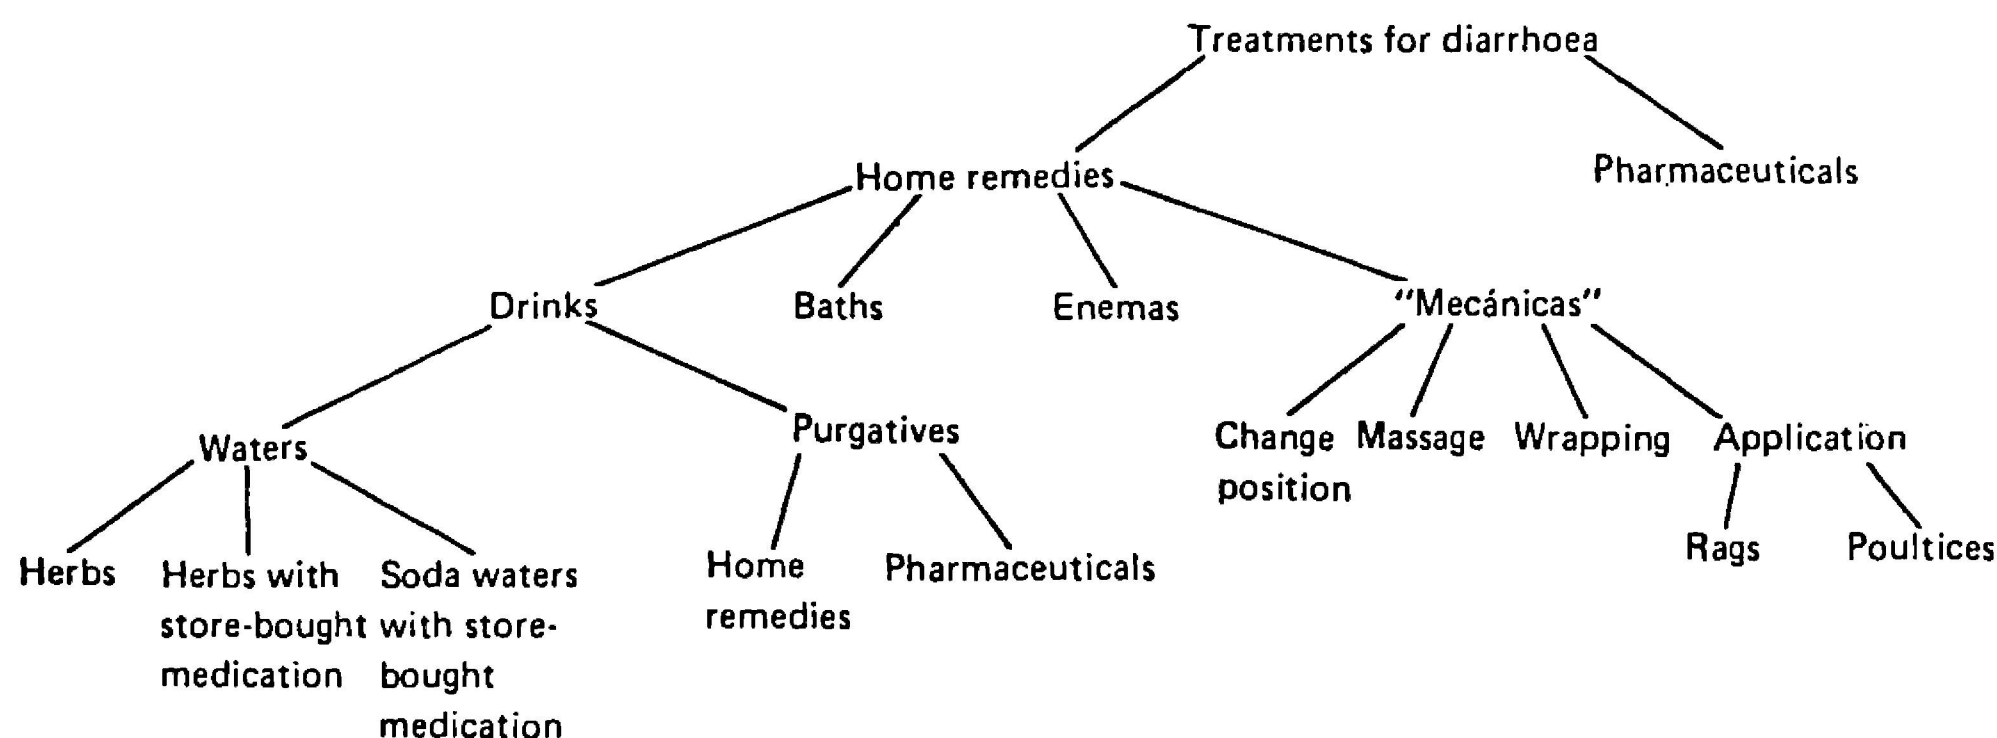 Treatments for diarrhoea
Home remedies
Pharmaceuticals
Drinks
Baths
Enemas
"Mecánicas"
Waters
Purgatives
Change
position
Massage
Wrapping
Application
Herbs
Herbs with
store-bought
medication
Soda waters
with store-
bought
medication
Home
remedies
Pharmaceuticals
Rags
Poultices